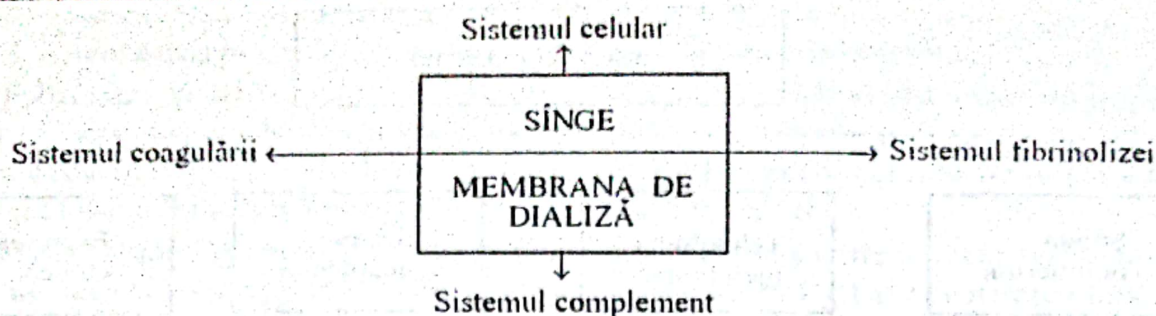 Sistemul celular
SÎNGE
Sistemul coagulării
Sistemul fibrinolizei
MEMBRANA DE
DIALIZĂ
Sistemul complement